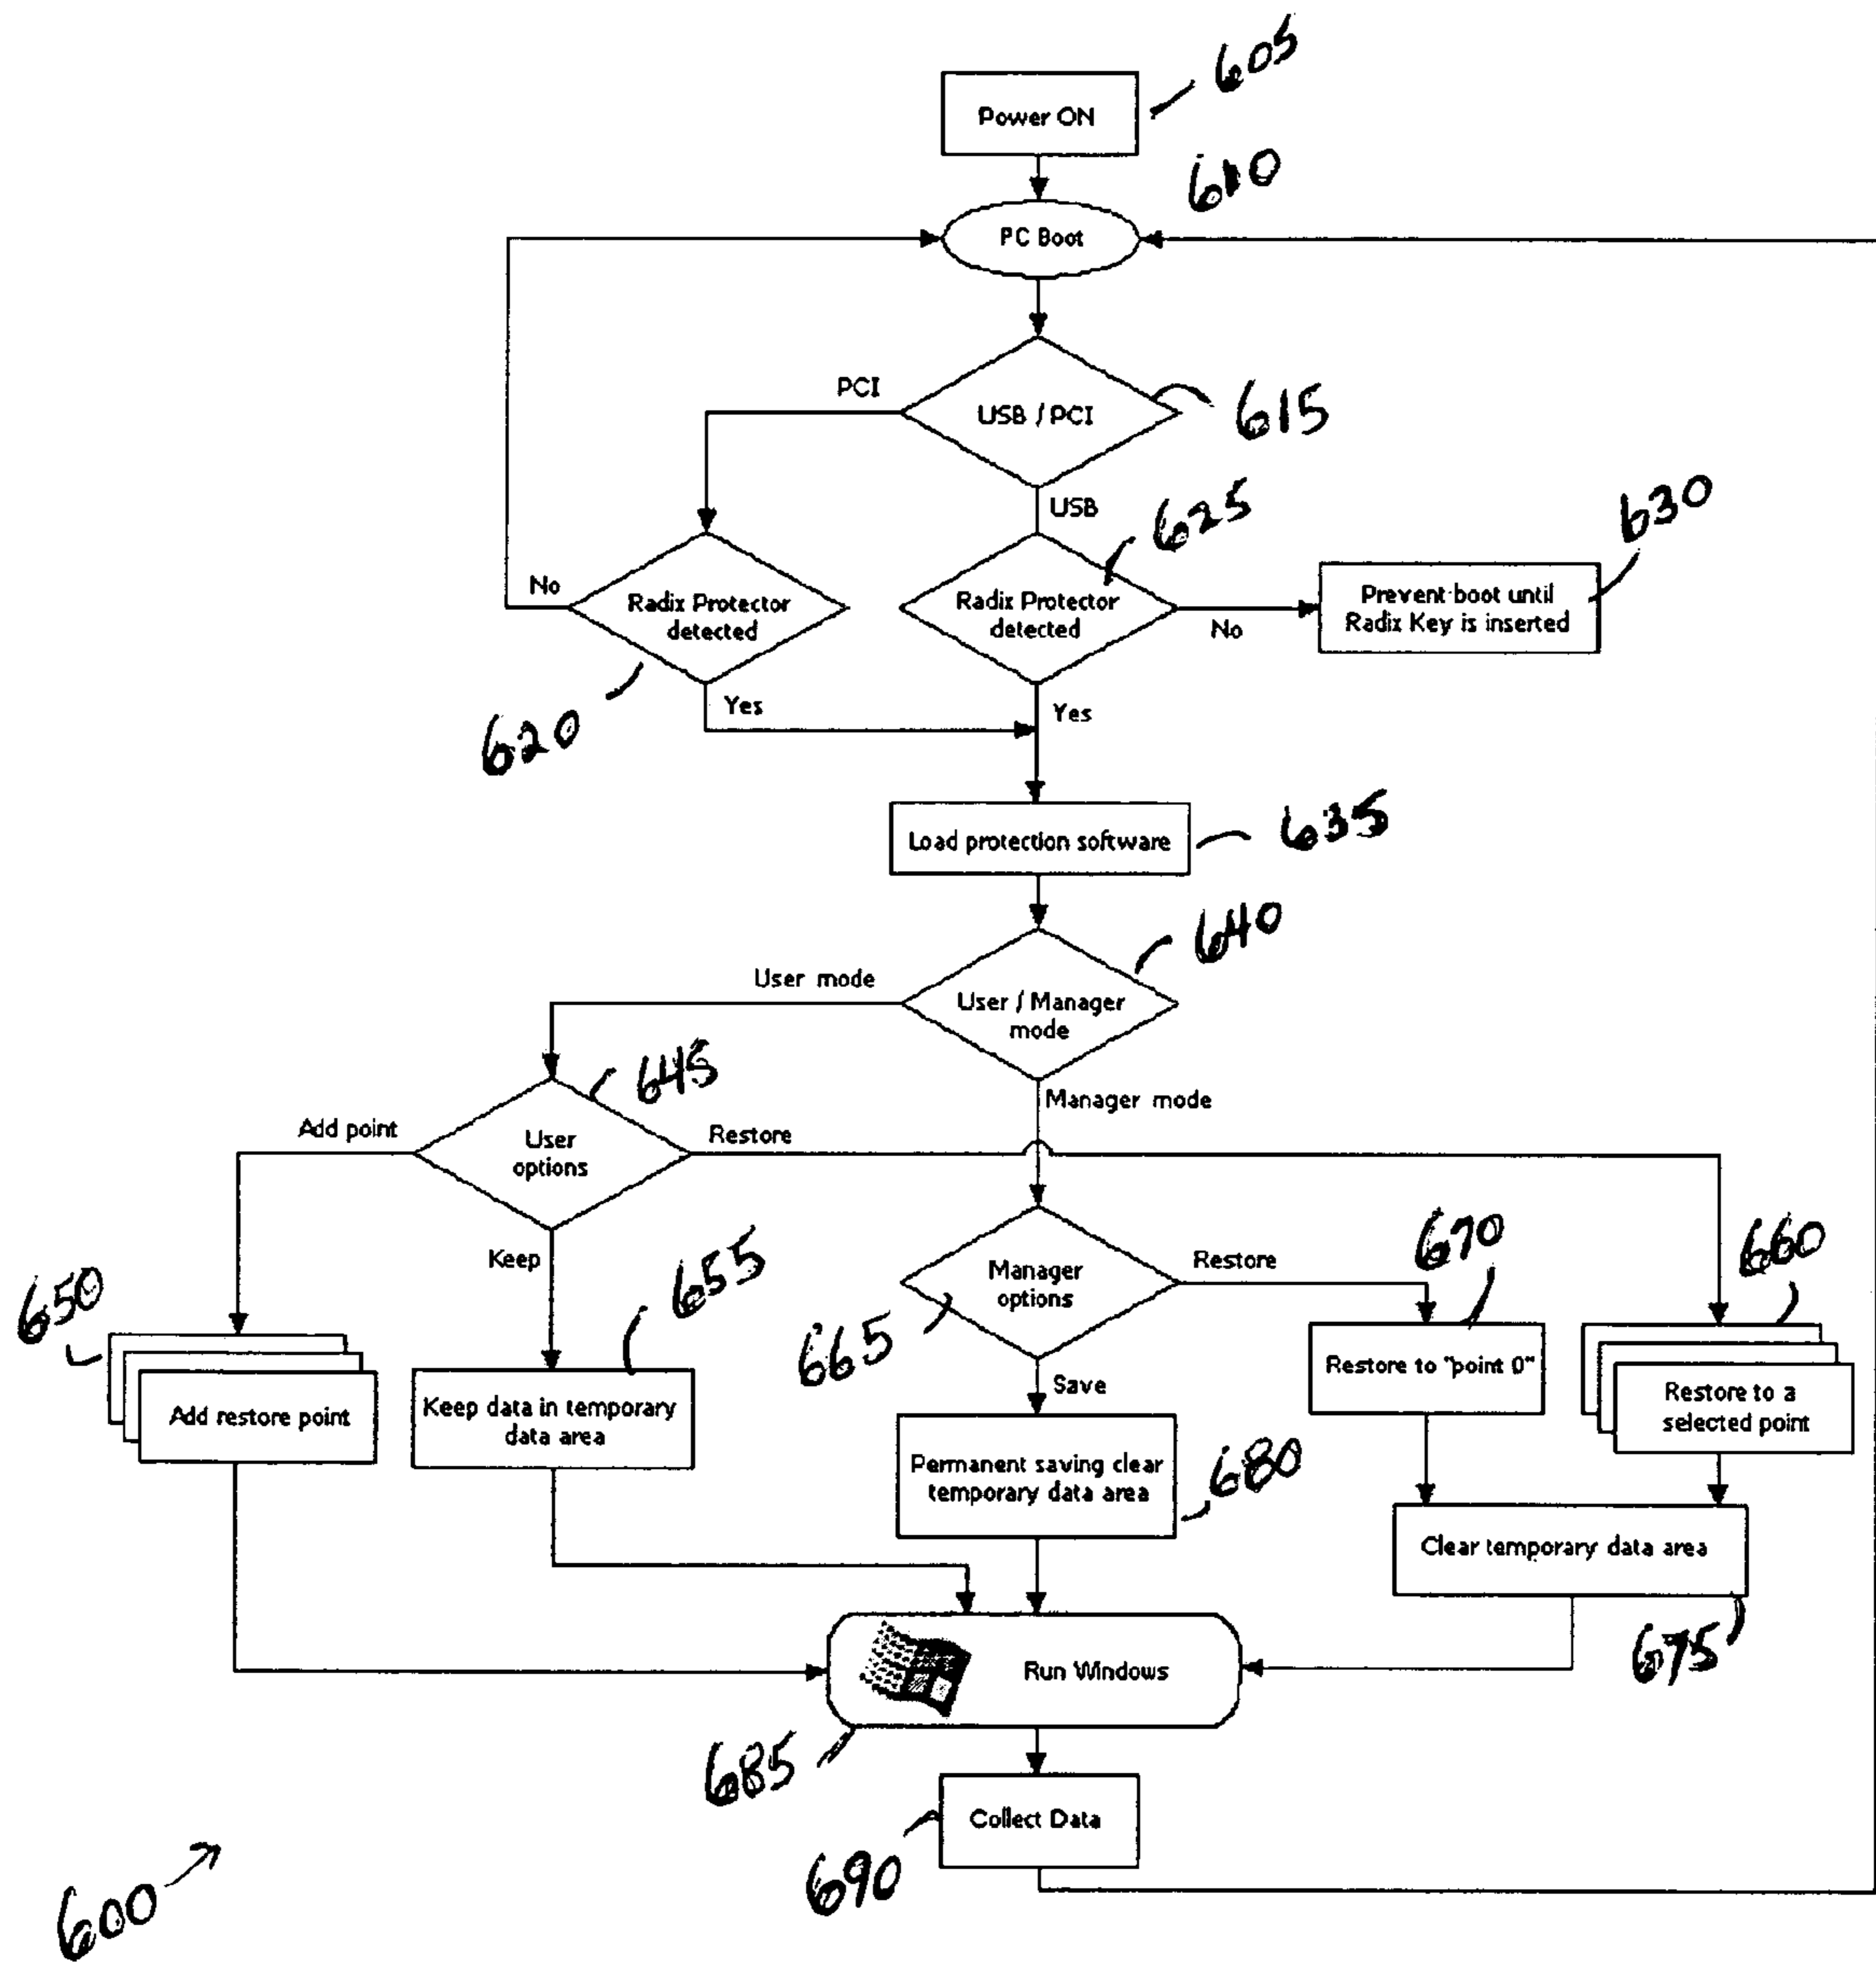 605
Power ON
610
PC Boot
PCI
USB / PCI
615
USB
625
630
No
Radix Protector
detected
Radix Protector
detected
No
Prevent boot until
Radix Key is inserted
620
Yes
Yes
Load protection software
635
640
User mode
User / Manager
mode
645
Manager mode
Add point
User
options
Restore
Keep
650
655
Manager
options
Restore
670
660
665
Add restore point
Keep data in temporary
data area
Save
Restore to "point 0"
Restore to a
selected point
Permanent saving clear
temporary data area
680
Clear temporary data area
675
Run Windows
685
Collect Data
690
600